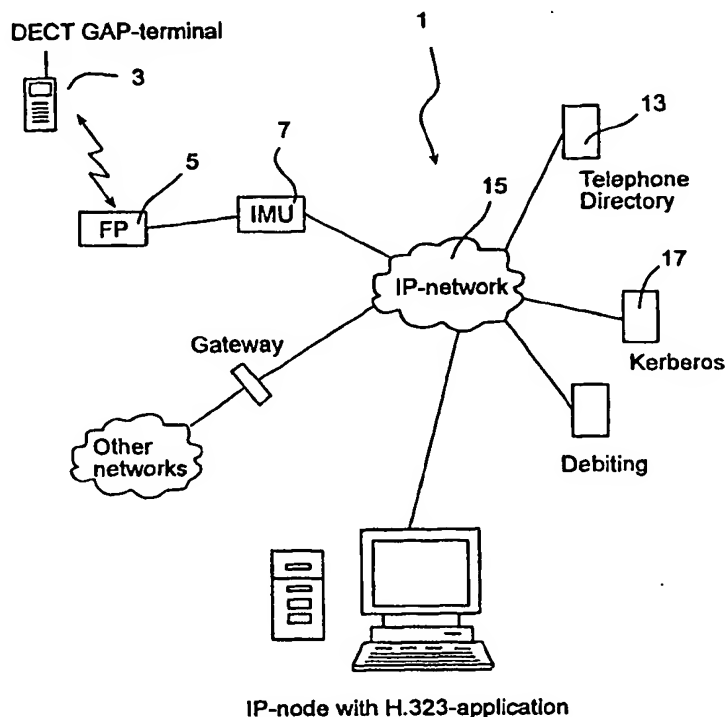 DECT GAP-terminal
3
1
13
7
5
IMU
FP
Telephone
Directory
15
IP-network
17
Gateway
Kerberos
Other
networks
Debiting
IP-node with H.323-application